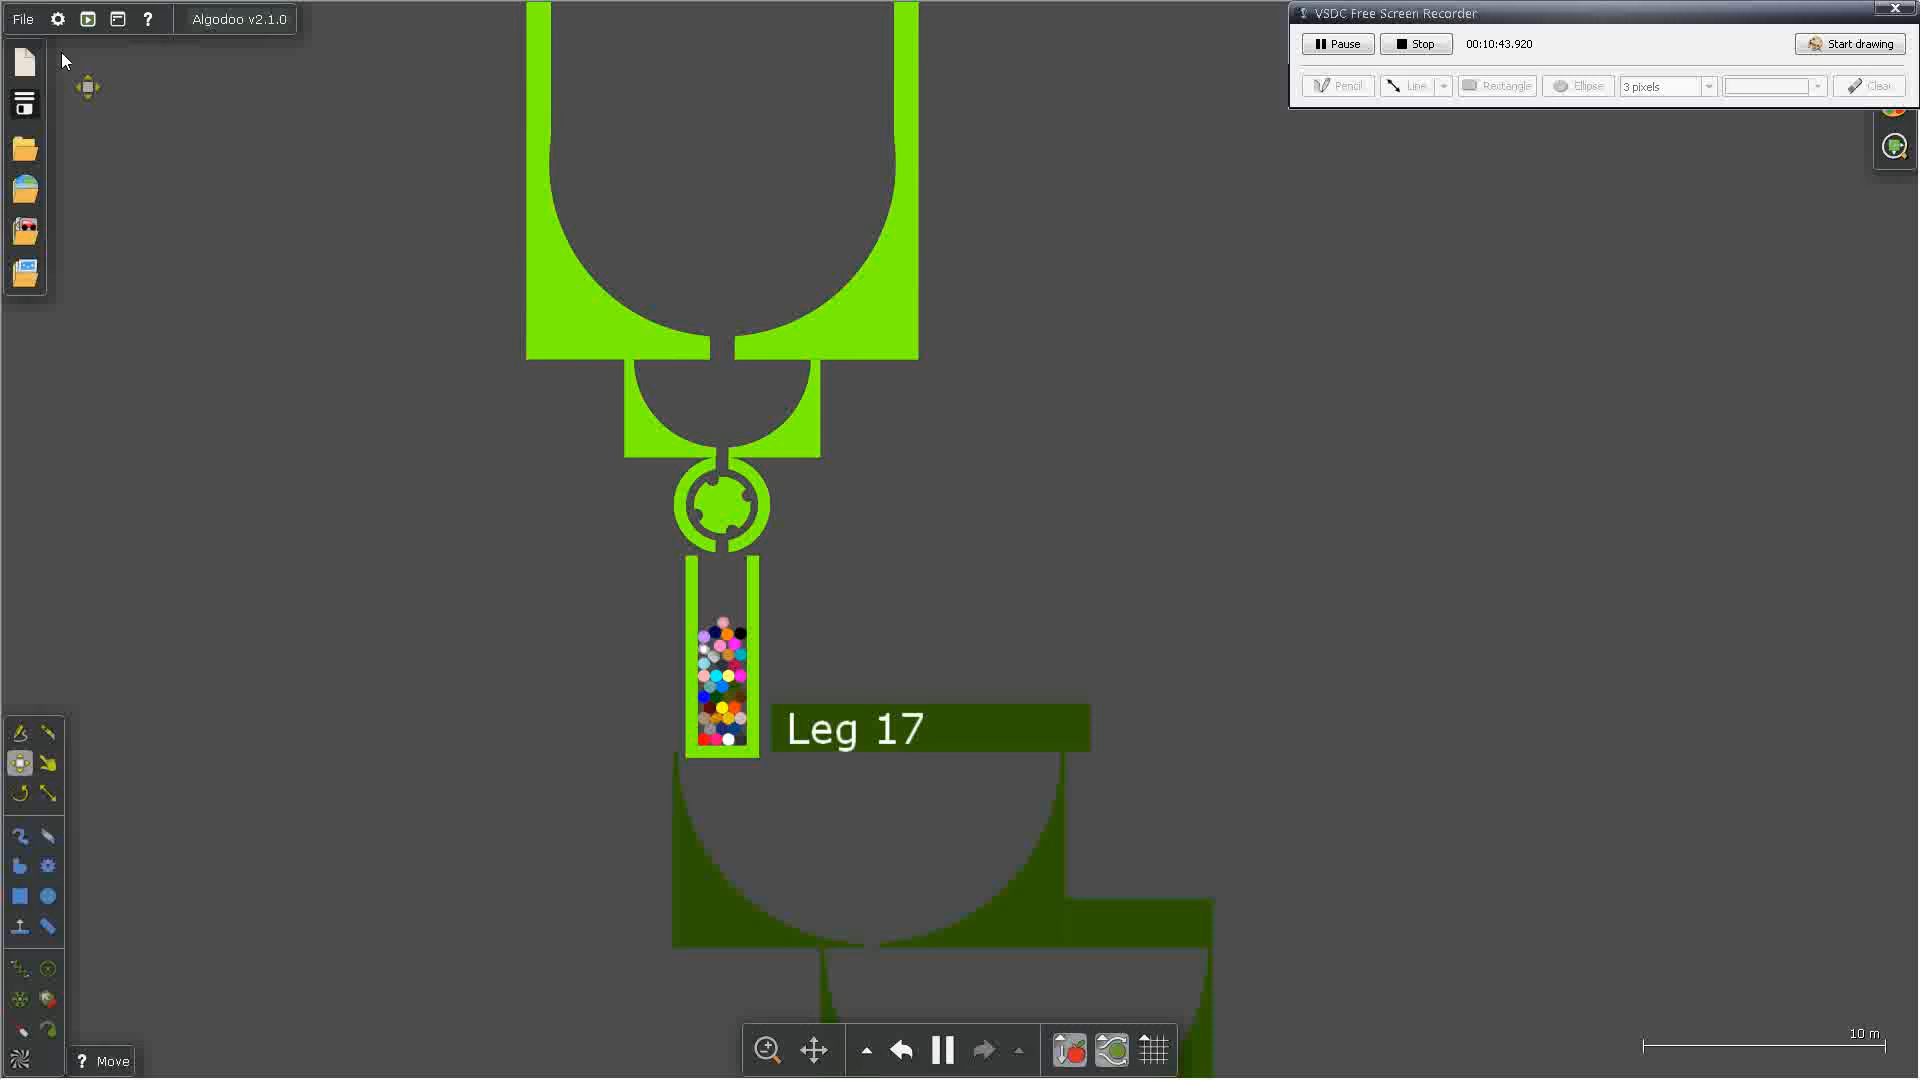 File
?
Algodoo v2.1.0
VSDC Free Screen Recorder
Pause
Stop
00:10:43.920
Start drawing
Pencil
Line
Rectangle
Ellipse
3 pixels
Clear
Leg 17
10 m
? Move